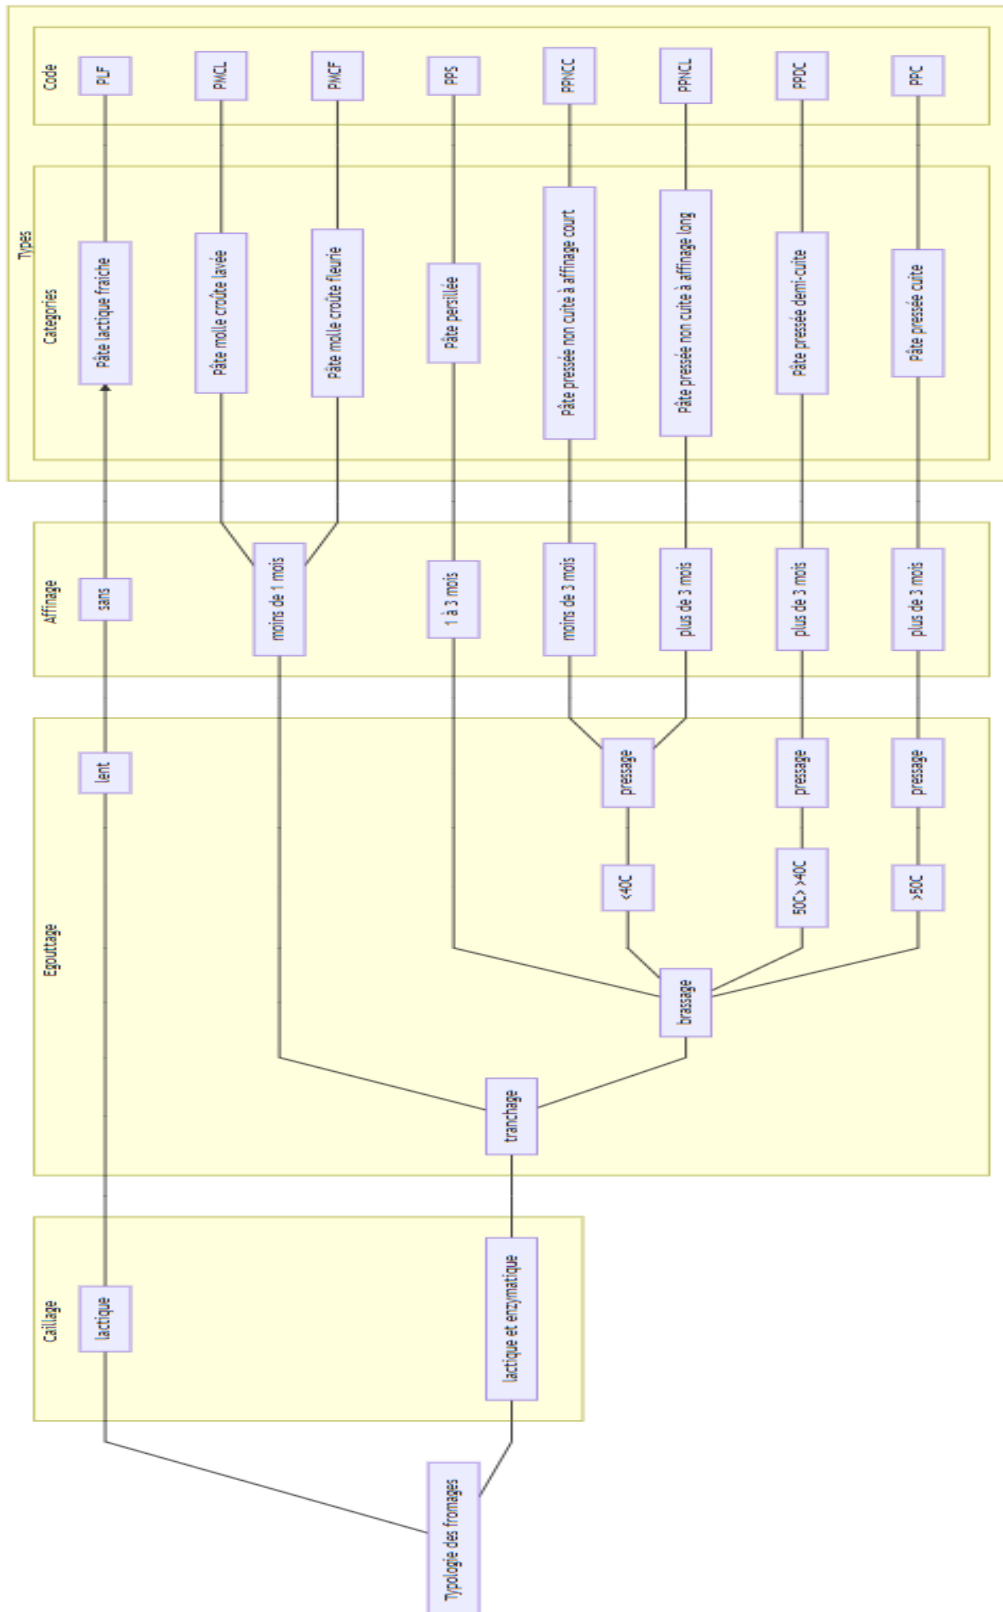 Typologie des fromages
Caillage
lactique
lactique et enzymatique
Egouttage
lent
tranchage
brassage
<40C
50C> >40C
>50C
pressage
pressage
pressage
Affinage
sans
moins de 1 mois
1 à 3 mois
moins de 3 mois
plus de 3 mois
plus de 3 mois
plus de 3 mois
Types
Categories
Pâte lactique fraiche
Pâte molle croûte lavée
Pâte molle croûte fleurie
Pâte persillée
Pâte pressée non cuite à affinage court
Pâte pressée non cuite à affinage long
Pâte pressée demi-cuite
Pâte pressée cuite
Code
PLF
PMCL
PMCF
PPS
PPNCC
PPNCL
PPDC
PPC